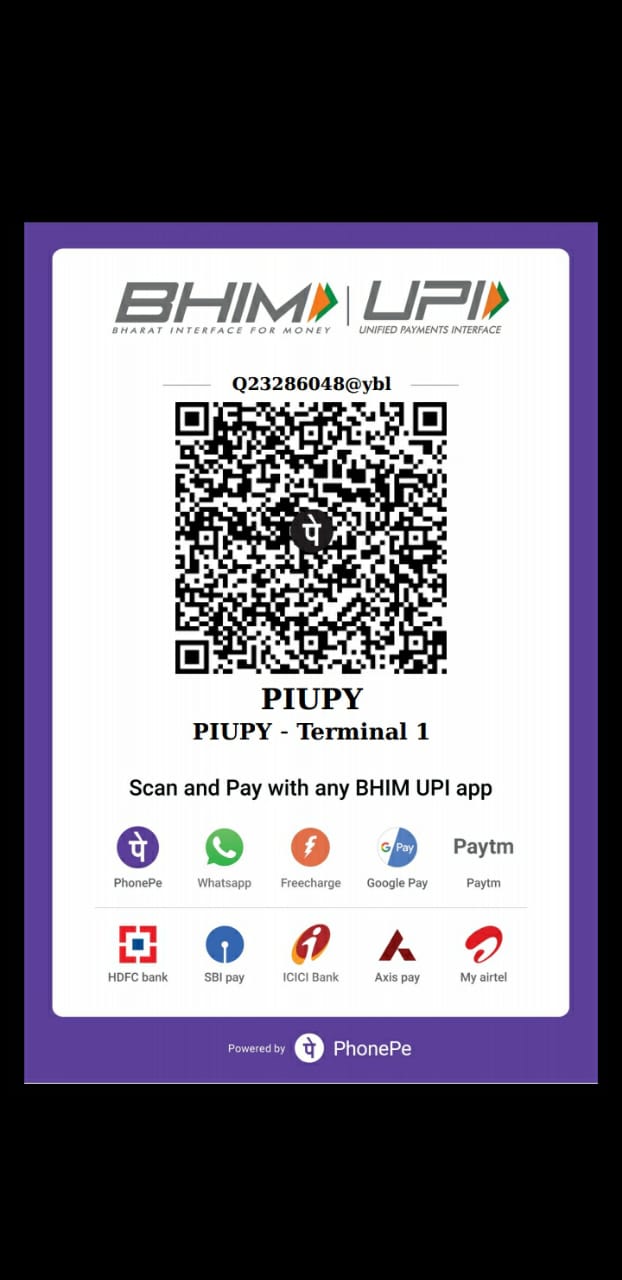 BHIM UPI
BHARAT INTERFACE FOR MONEY UNIFIED PAYMENTS INTERFACE
Q23286048@ybl
पे
PIUPY
PIUPY - Terminal 1
Scan and Pay with any BHIM UPI app
पे G Pay Paytm
PhonePe Whatsapp Freecharge Google Pay Paytm
HDFC bank SBI pay ICICI Bank Axis pay My airtel
Powered by पे PhonePe